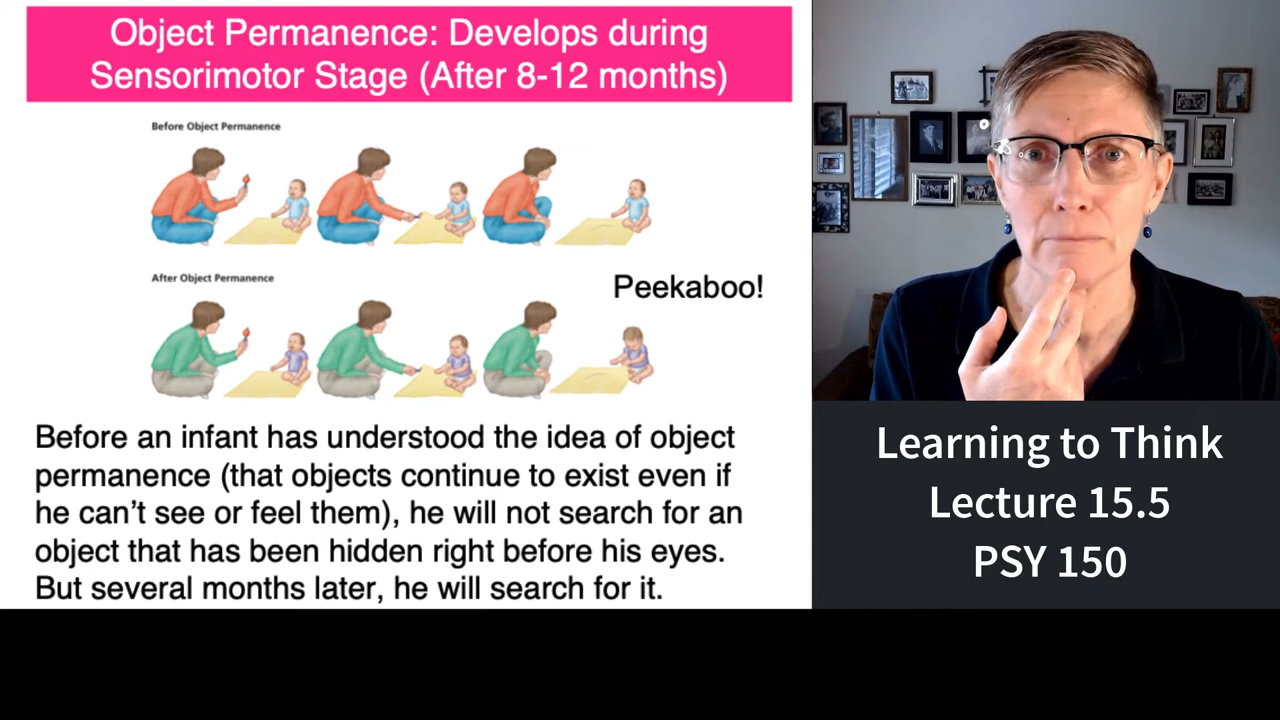 Object Permanence: Develops during
Sensorimotor Stage (After 8-12 months)
Before Object Permanence
After Object Permanence
Peekaboo!
Before an infant has understood the idea of object
permanence (that objects continue to exist even if
he can’t see or feel them), he will not search for an
object that has been hidden right before his eyes.
But several months later, he will search for it.
Learning to Think
Lecture 15.5
PSY 150